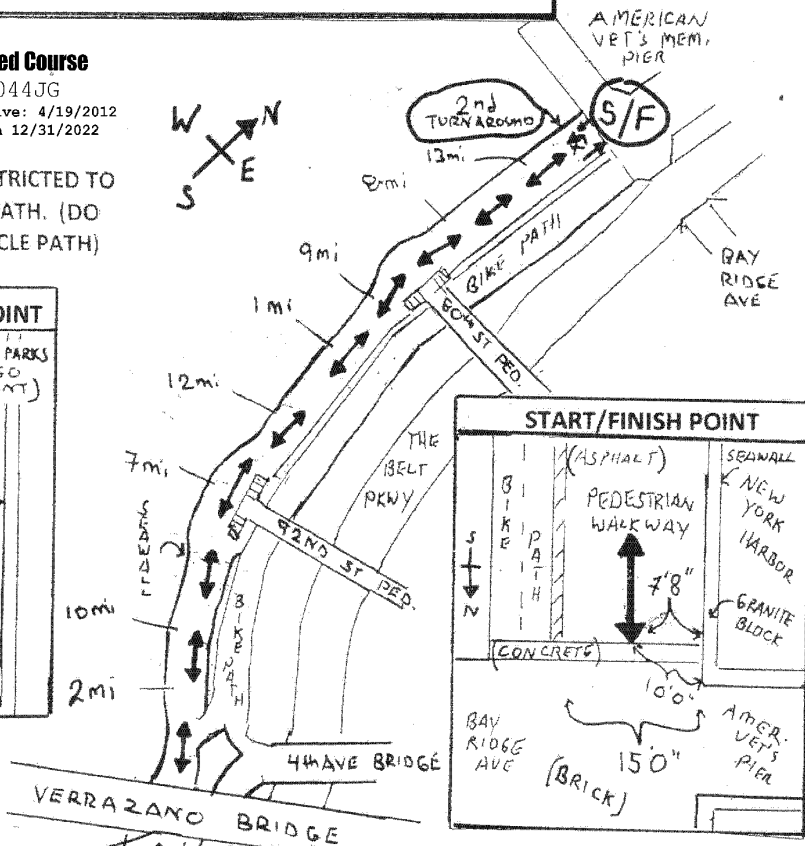 AMERICAN
VET'S MEM.
PIER
ed Course
044JG
ive: 4/19/2012
12/31/2022
TRICTED TO
ATH. (DO
CLE PATH)
W N
S E
2nd
TURNAROUND
S/F
13mi
8mi
9mi
1mi
12mi
7mi
10mi
2mi
BIKE PATH
BAY
RIDGE
AVE
80th ST PED.
THE
BELT
PKWY
92ND ST PED.
BIKE PATH
4th AVE BRIDGE
VERRAZANO BRIDGE
OINT
PARKS
START/FINISH POINT
(ASPHALT)
SEAWALL
BIKE PATH
PEDESTRIAN
WALKWAY
NEW
YORK
HARBOR
S
N
7'8"
GRANITE
BLOCK
(CONCRETE)
10'0"
15'0"
BAY
RIDGE
AVE
(BRICK)
AMER.
VET'S
PIER